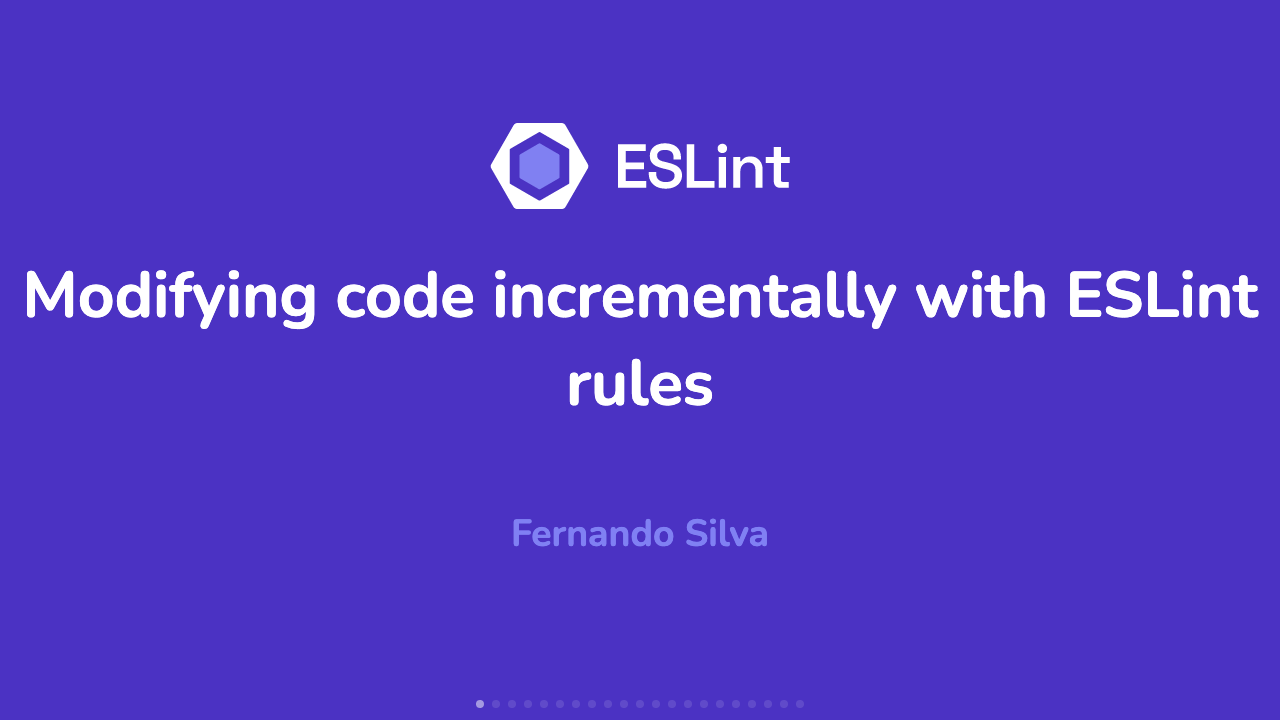 ESLint
Modifying code incrementally with ESLint
rules
Fernando Silva